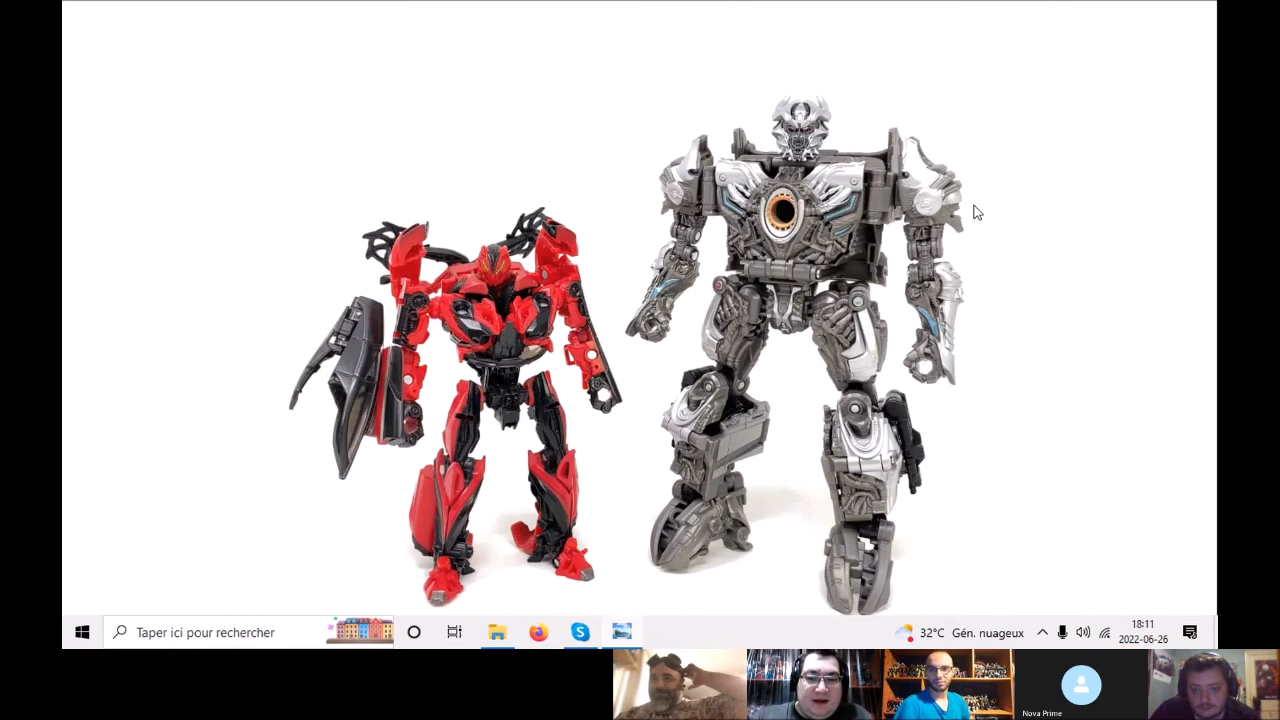 Taper ici pour rechercher
32°C Gén. nuageux
18:11
2022-06-26
Nova Prime